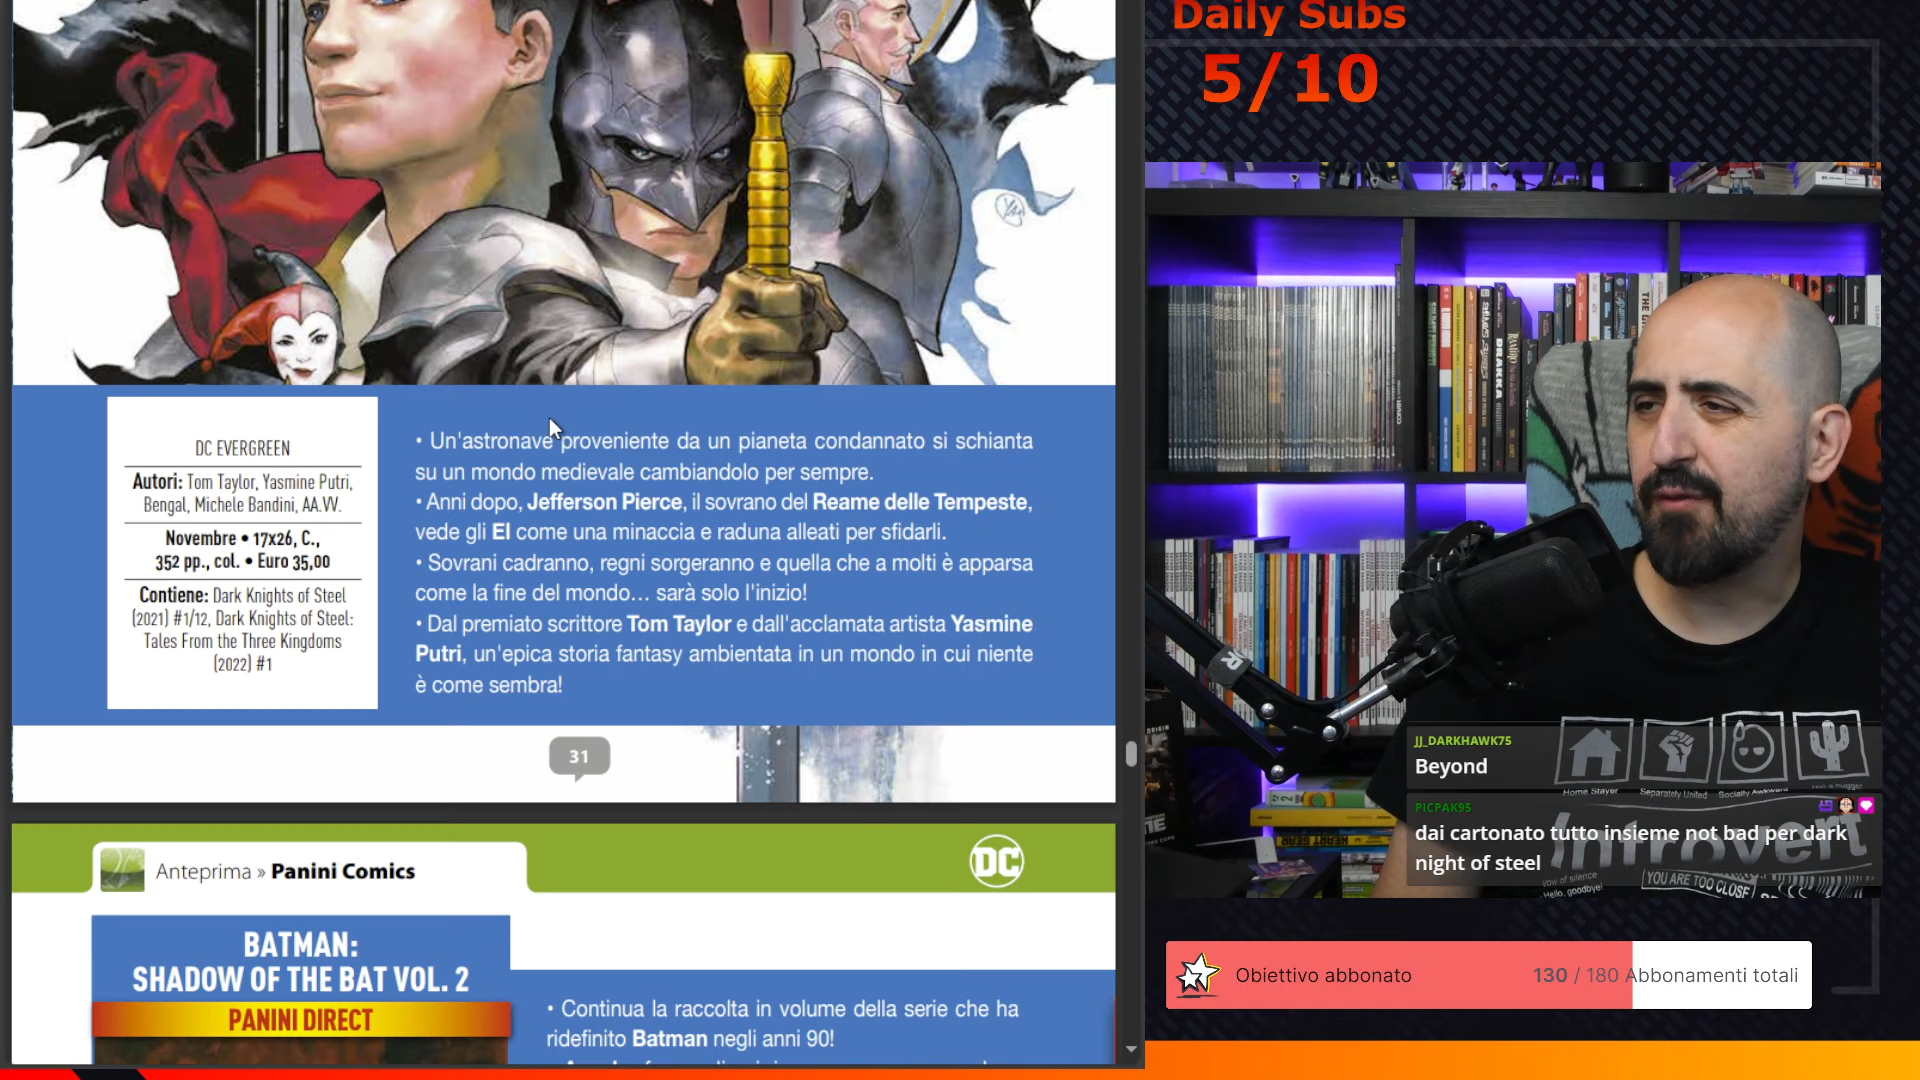 DC EVERGREEN
Autori: Tom Taylor, Yasmine Putri,
Bengal, Michele Bandini, AA.VV.
Novembre • 17x26, C.,
352 pp., col. • Euro 35,00
Contiene: Dark Knights of Steel
(2021) #1/12, Dark Knights of Steel:
Tales From the Three Kingdoms
(2022) #1
• Un'astronave proveniente da un pianeta condannato si schianta
su un mondo medievale cambiandolo per sempre.
• Anni dopo, Jefferson Pierce, il sovrano del Reame delle Tempeste,
vede gli El come una minaccia e raduna alleati per sfidarli.
• Sovrani cadranno, regni sorgeranno e quella che a molti è apparsa
come la fine del mondo… sarà solo l'inizio!
• Dal premiato scrittore Tom Taylor e dall'acclamata artista Yasmine
Putri, un'epica storia fantasy ambientata in un mondo in cui niente
è come sembra!
31
Anteprima » Panini Comics
DC
BATMAN:
SHADOW OF THE BAT VOL. 2
PANINI DIRECT
• Continua la raccolta in volume della serie che ha
ridefinito Batman negli anni 90!
Daily Subs
5/10
DRAKKA
JJ_DARKHAWK75
Beyond
Home Stayer
Separately United
Socially Awkward
PICPAK95
dai cartonato tutto insieme not bad per dark
night of steel
Introvert
Vow of silence
Hello, goodbye!
YOU ARE TOO CLOSE
Obiettivo abbonato
130 / 180 Abbonamenti totali